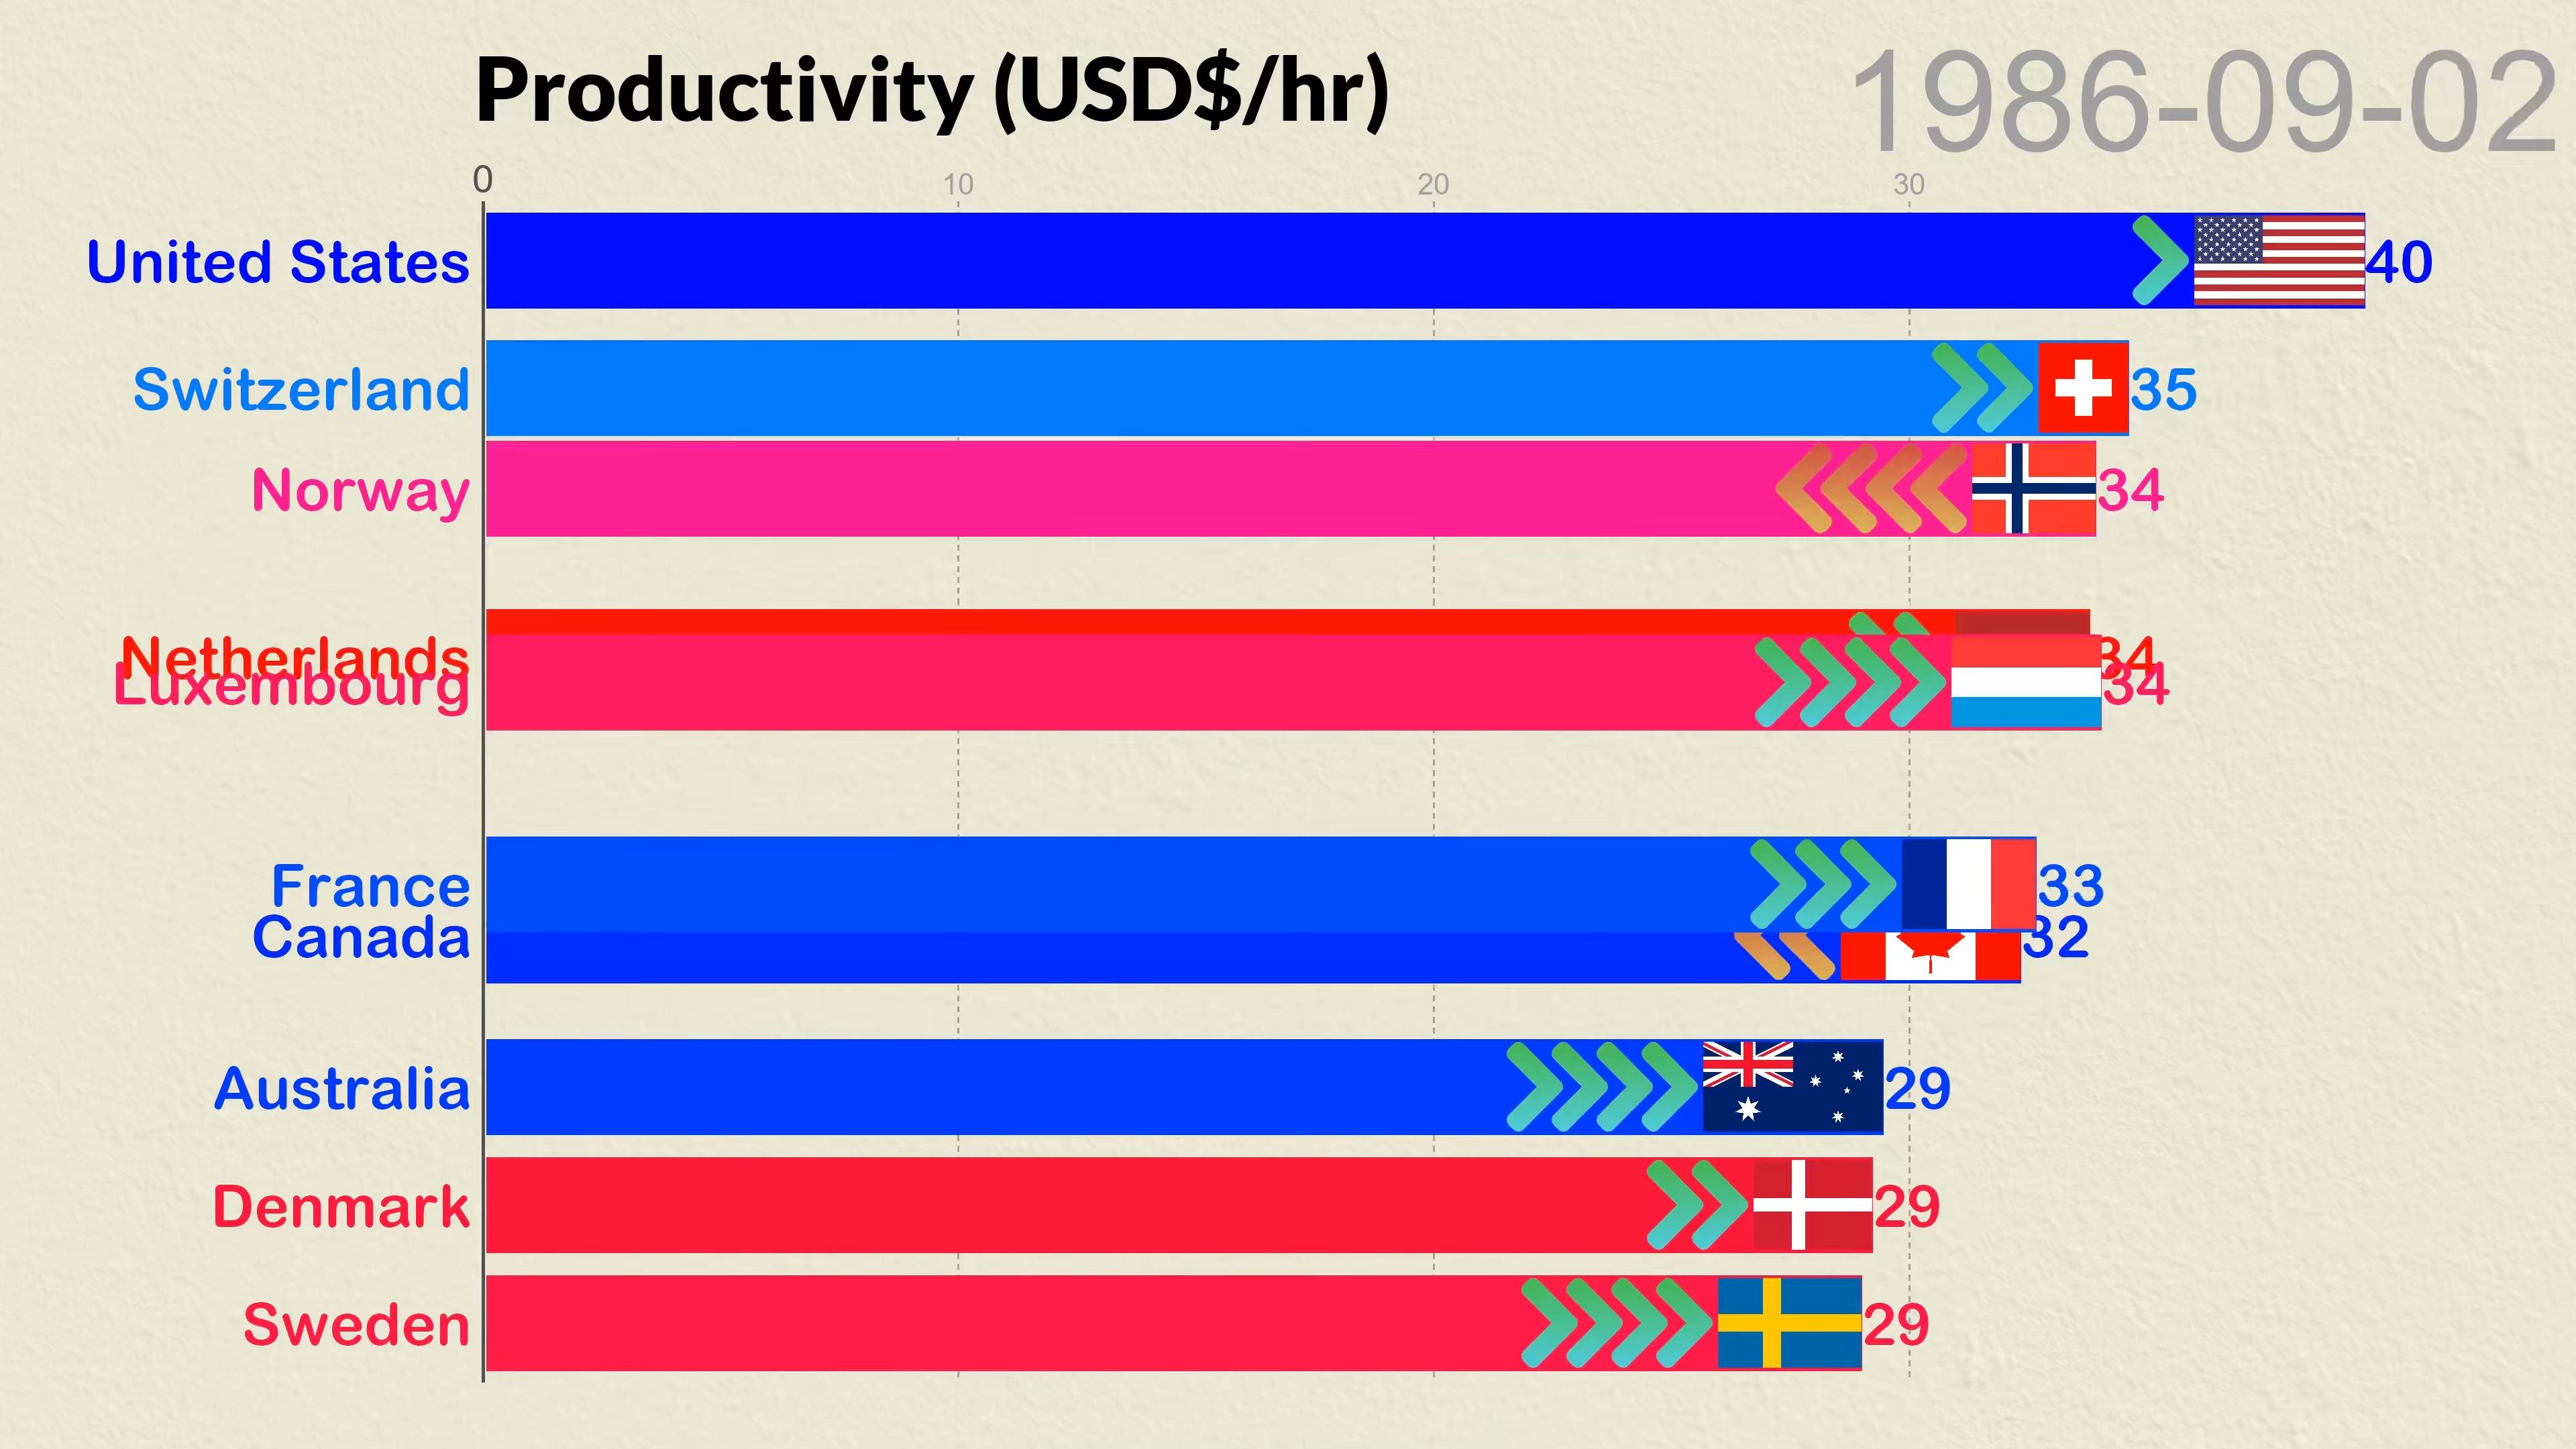 Productivity (USD$/hr)
1986-09-02
0 10 20 30
United States 40
Switzerland 35
Norway 34
Netherlands 34
Luxembourg 34
France 33
Canada 32
Australia 29
Denmark 29
Sweden 29